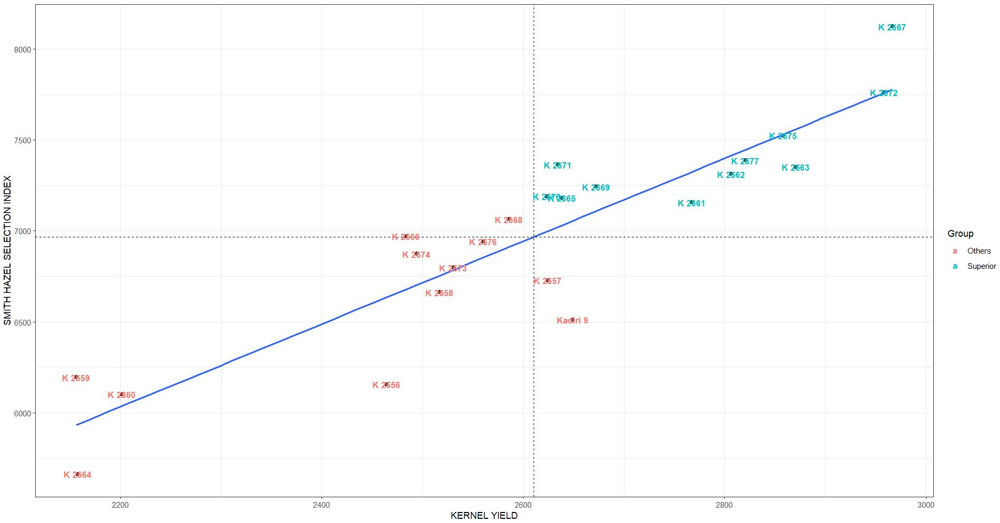 K 2667
8000
K 2672
7500
K 2675
K 2677
K 2671
K 2663
K 2662
K 2669
K 2670
K 2665
K 2661
7000
K 2668
K 2666
K 2676
K 2674
K 2673
K 2657
K 2658
6500
Kadiri 9
K 2659
K 2656
K 2660
6000
K 2664
2200
2400
2600
2800
3000
KERNEL YIELD
SMITH HAZEL SELECTION INDEX
Group
a Others
a Superior